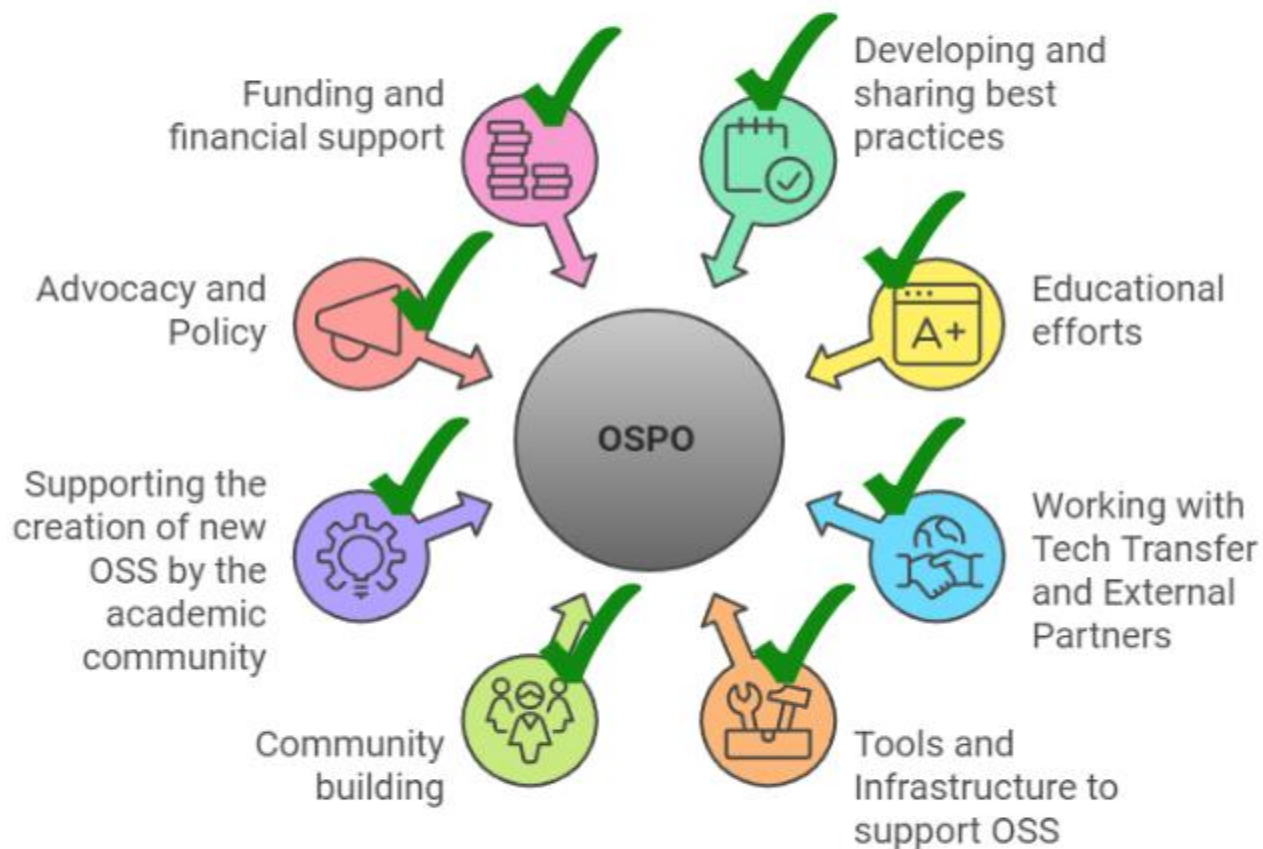 Funding and
financial support
Developing and
sharing best
practices
Advocacy and
Policy
A+
Educational
efforts
OSPO
Supporting the
creation of new
OSS by the
academic
community
Working with
Tech Transfer
and External
Partners
Community
building
Tools and
Infrastructure to
support OSS